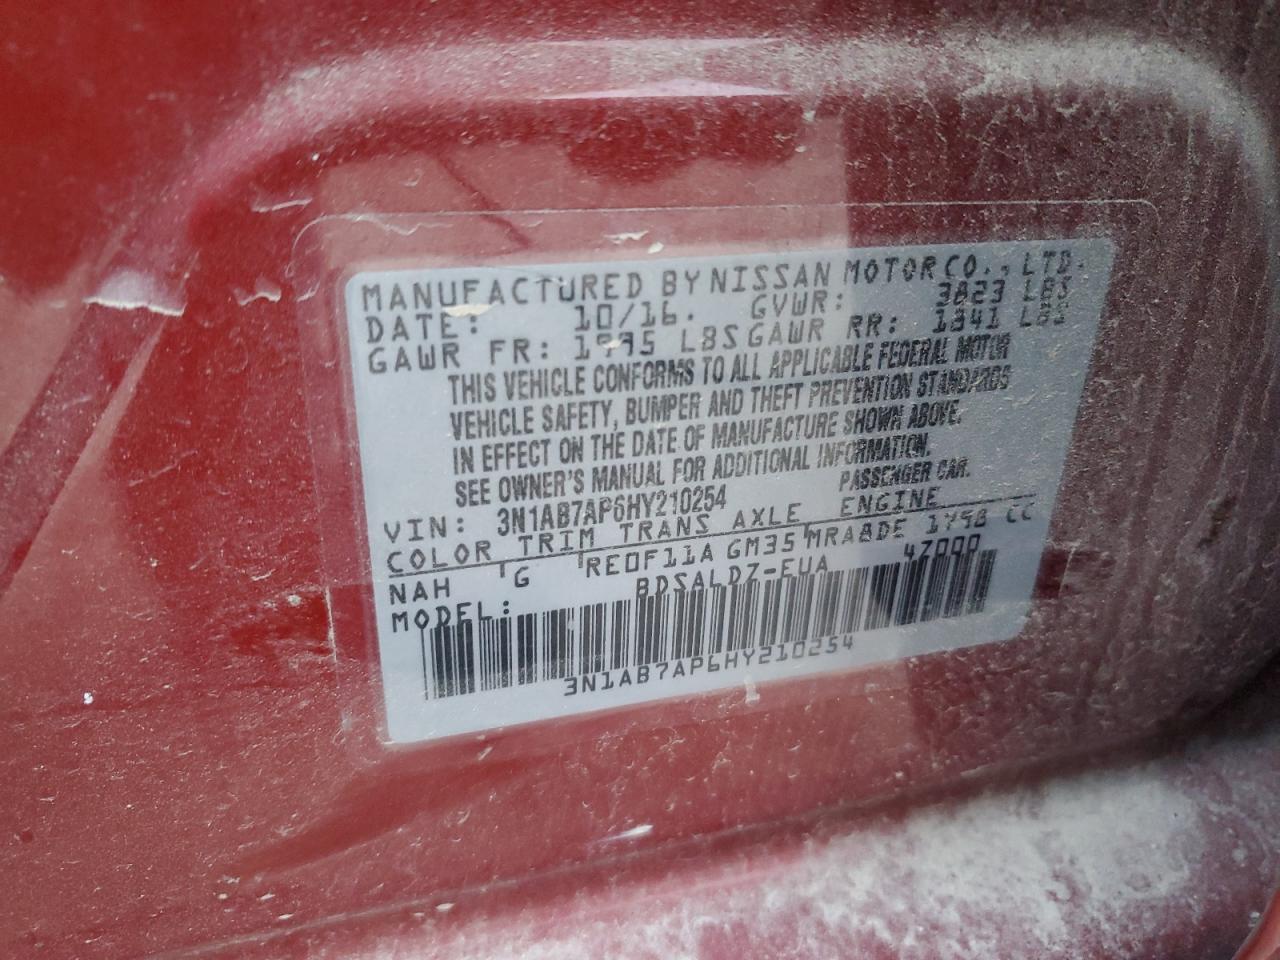 MANUFACTURED BY NISSAN MOTOR CO., LTD.
DATE: 10/16. GVWR: 3823 LBS
GAWR FR: 1995 LBS GAWR RR: 1841 LBS
THIS VEHICLE CONFORMS TO ALL APPLICABLE FEDERAL MOTOR
VEHICLE SAFETY, BUMPER AND THEFT PREVENTION STANDARDS
IN EFFECT ON THE DATE OF MANUFACTURE SHOWN ABOVE.
SEE OWNER'S MANUAL FOR ADDITIONAL INFORMATION.
VIN: 3N1AB7AP6HY210254 PASSENGER CAR.
COLOR TRIM TRANS AXLE ENGINE
NAH G RE0F11A GM35 MRA8DE 1798 CC
MODEL: BDSALDZ-EUA 47000
3N1AB7AP6HY210254